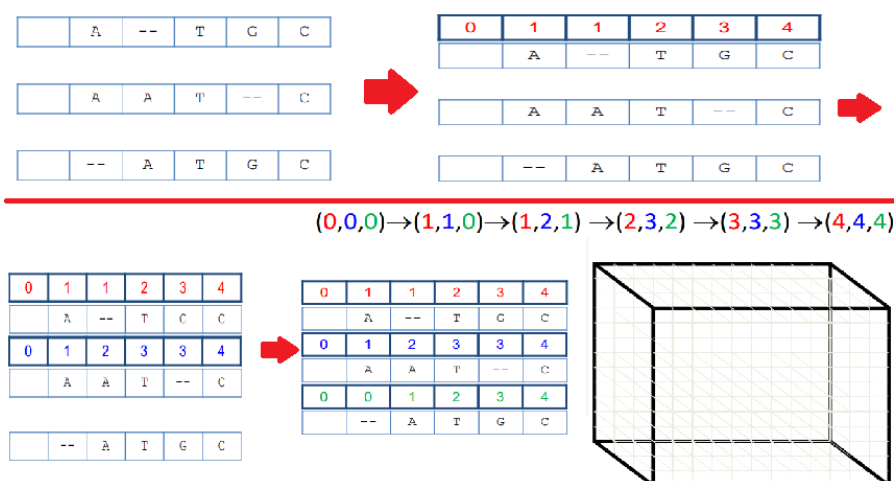 A -- T G C
A A T -- C
-- A T G C
0 1 1 2 3 4
A -- T G C
A A T -- C
-- A T G C
(0,0,0)→(1,1,0)→(1,2,1) →(2,3,2) →(3,3,3) →(4,4,4)
0 1 1 2 3 4
A -- T C C
0 1 2 3 3 4
A A T -- C
-- A T G C
0 1 1 2 3 4
A -- T G C
0 1 2 3 3 4
A A T -- C
0 0 1 2 3 4
-- A T G C